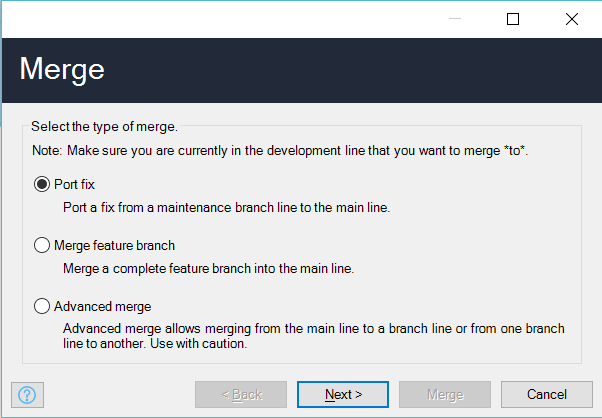 Merge
Select the type of merge.
Note: Make sure you are currently in the development line that you want to merge *to*.
Port fix
Port a fix from a maintenance branch line to the main line.
Merge feature branch
Merge a complete feature branch into the main line.
Advanced merge
Advanced merge allows merging from the main line to a branch line or from one branch
line to another. Use with caution.
?
< Back
Next >
Merge
Cancel